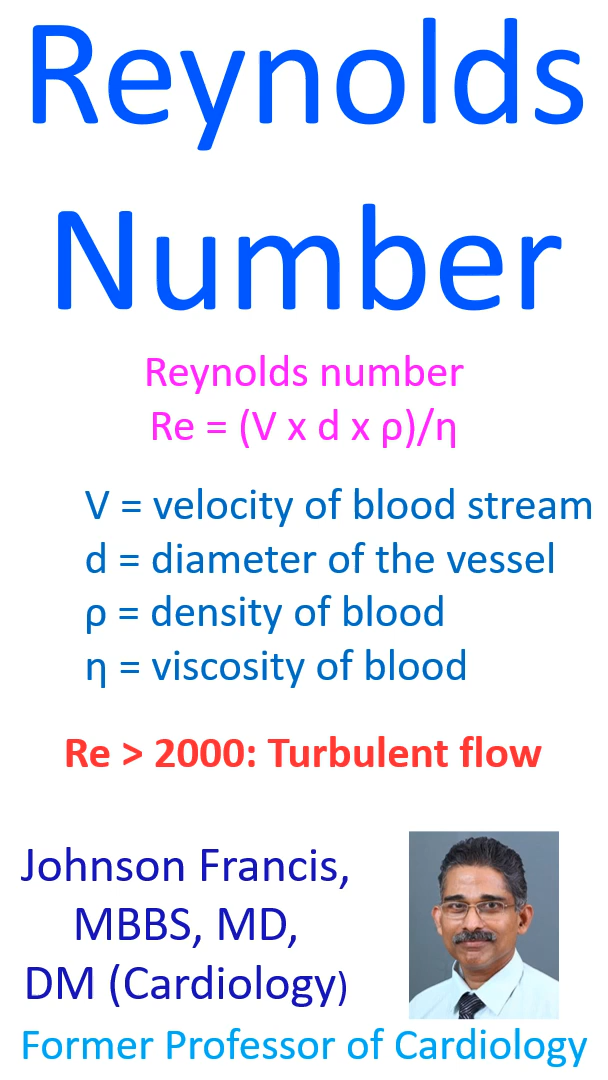 Reynolds
Number
Reynolds number
Re = (V x d x ρ)/η
V = velocity of blood stream
d = diameter of the vessel
ρ = density of blood
η = viscosity of blood
Re > 2000: Turbulent flow
Johnson Francis,
MBBS, MD,
DM (Cardiology)
Former Professor of Cardiology